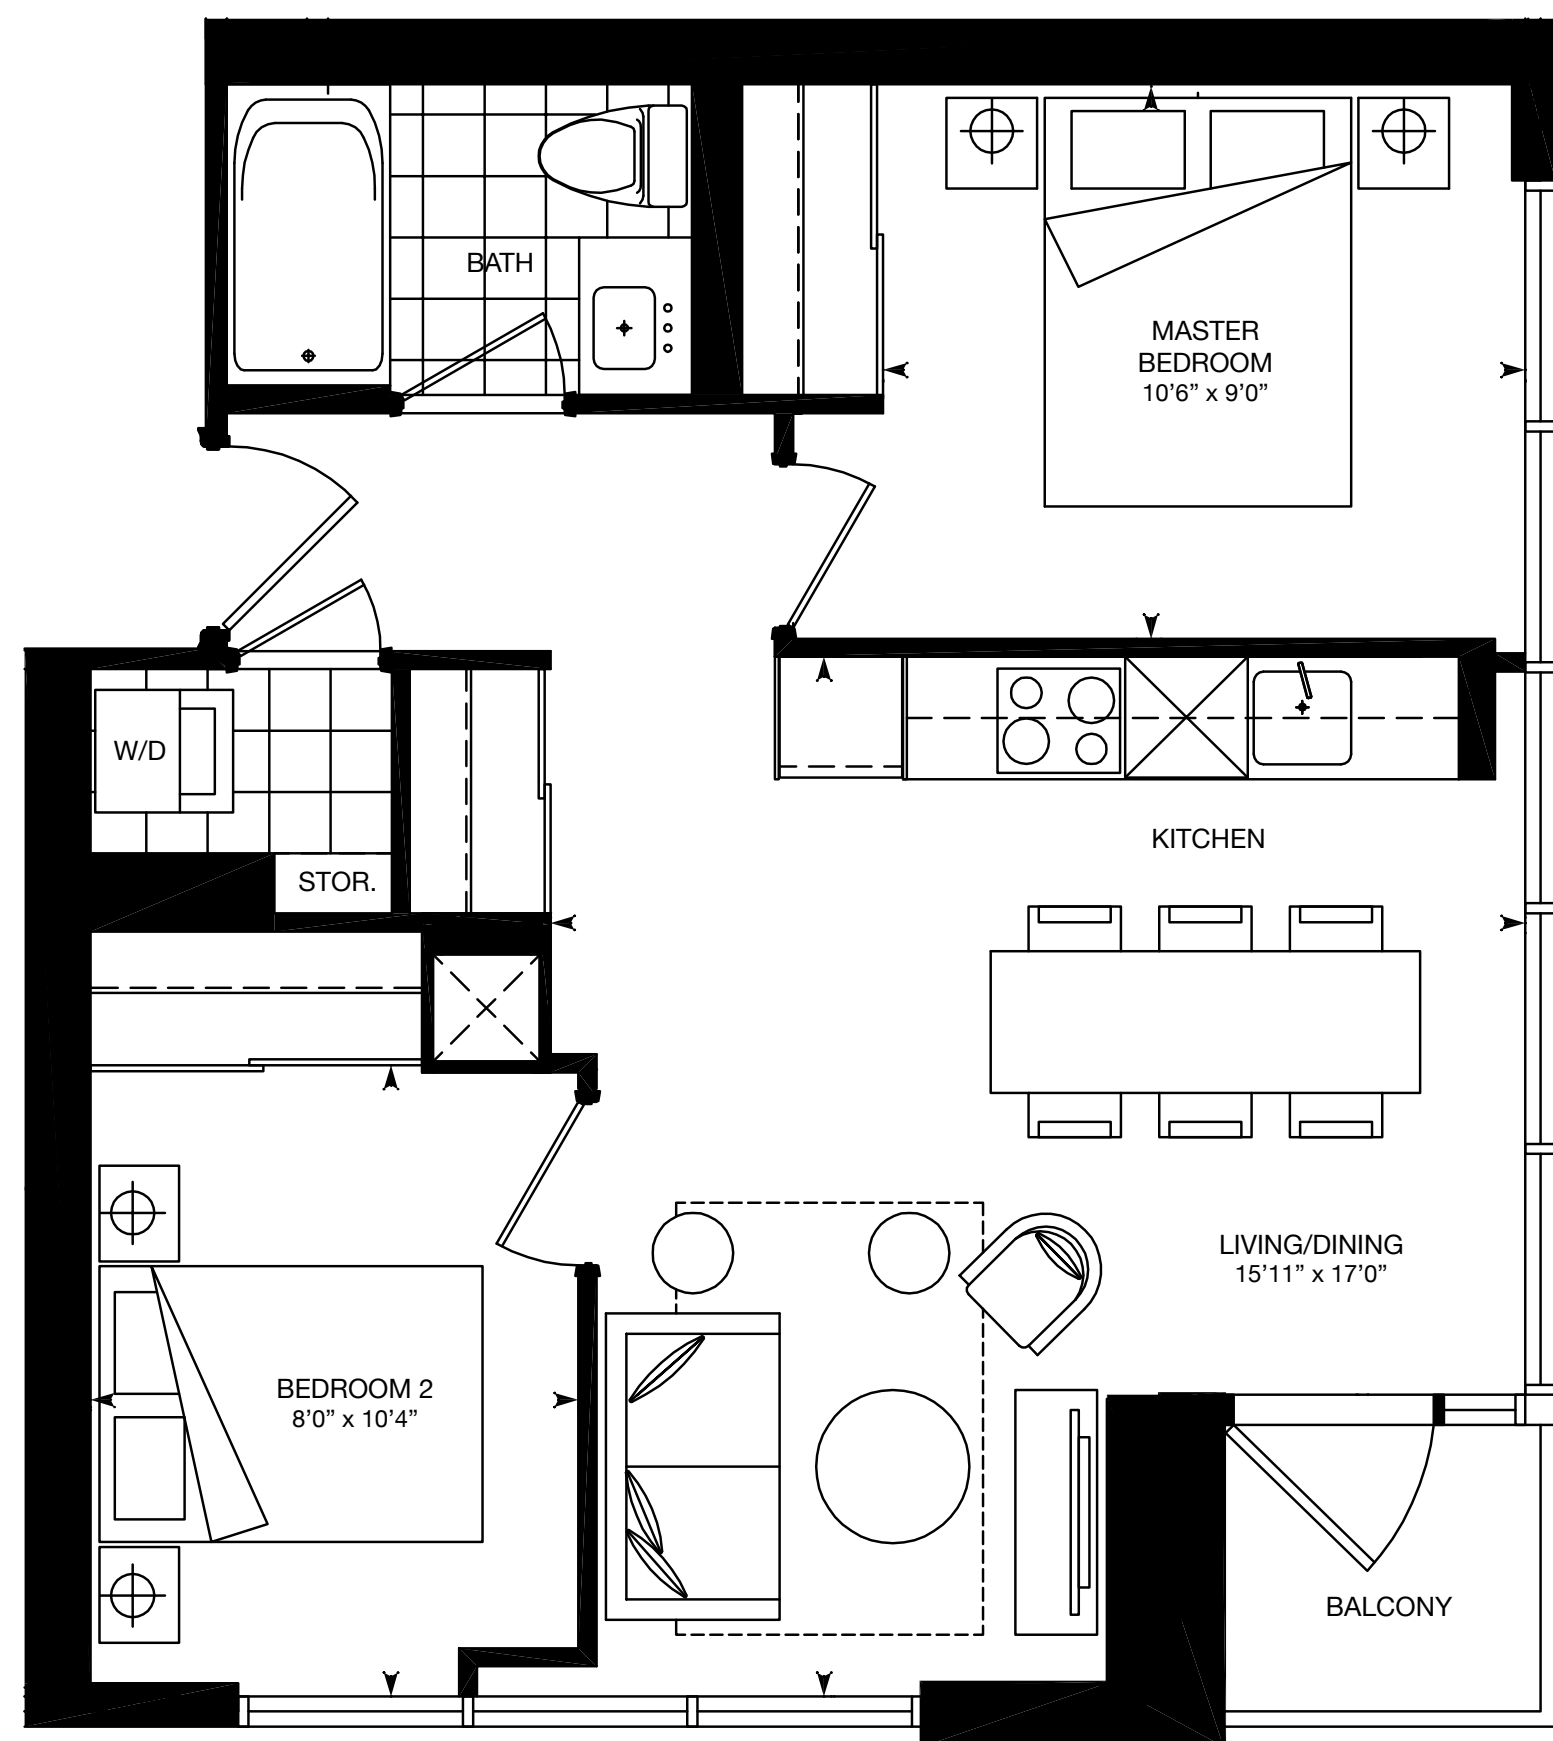 BATH
MASTER
BEDROOM
10’6” x 9’0”
W/D
STOR.
KITCHEN
LIVING/DINING
15’11” x 17’0”
BEDROOM 2
8’0” x 10’4”
BALCONY